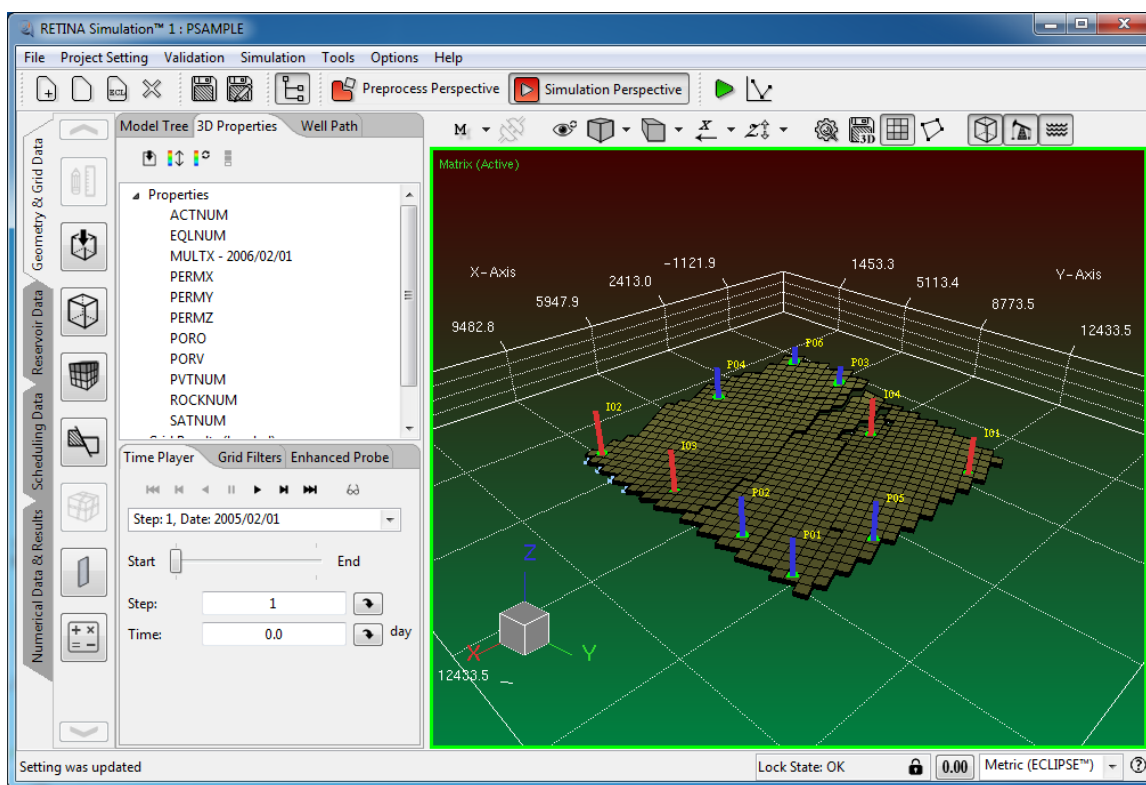 RETINA Simulation™ 1 : PSAMPLE
File Project Setting Validation Simulation Tools Options Help
ECL Preprocess Perspective Simulation Perspective
Geometry & Grid Data
Reservoir Data
Scheduling Data
Numerical Data & Results
Model Tree 3D Properties Well Path
Properties
ACTNUM
EQLNUM
MULTX - 2006/02/01
PERMX
PERMY
PERMZ
PORO
PORV
PVTNUM
ROCKNUM
SATNUM
Time Player Grid Filters Enhanced Probe
Step: 1, Date: 2005/02/01
Start End
Step: 1
Time: 0.0 day
M X Z 3D
Matrix (Active)
X-Axis -1121.9 1453.3 Y-Axis
2413.0 5113.4
5947.9 8773.5
9482.8 12433.5
P06
P04 P03
I02 I04
I03 I01
P02 P05
P01
Z
X Y
12433.5
Setting was updated Lock State: OK 0.00 Metric (ECLIPSE™) ?